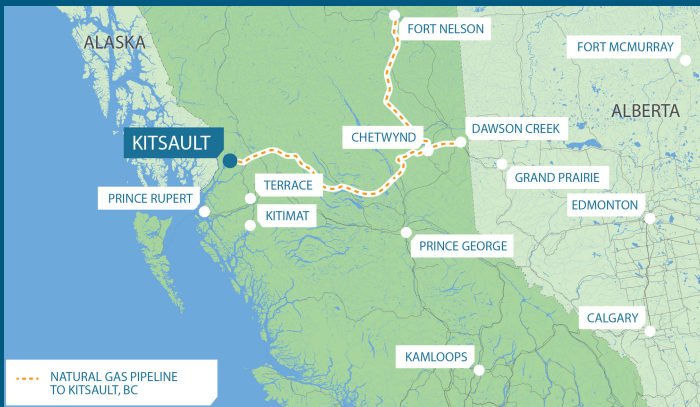 FORT NELSON
ALASKA
FORT MCMURRAY
ALBERTA
DAWSON CREEK
CHETWYND
KITSAULT
GRAND PRAIRIE
TERRACE
PRINCE RUPERT
EDMONTON
KITIMAT
PRINCE GEORGE
CALGARY
KAMLOOPS
NATURAL GAS PIPELINE
TO KITSAULT, BC